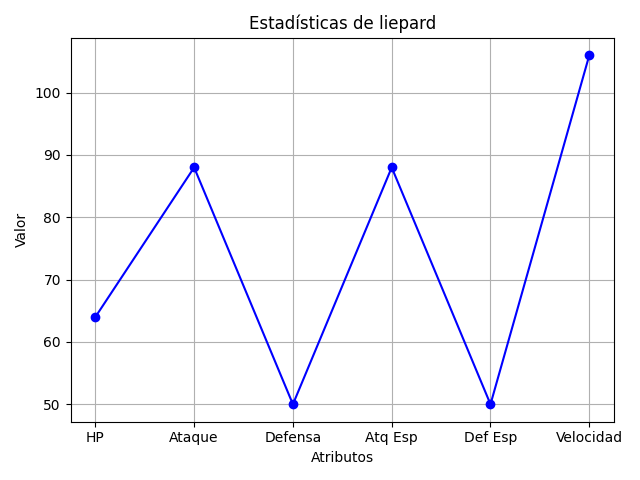 Estadísticas de liepard
Valor
100
90
80
70
60
50
HP Ataque Defensa Atq Esp Def Esp Velocidad
Atributos